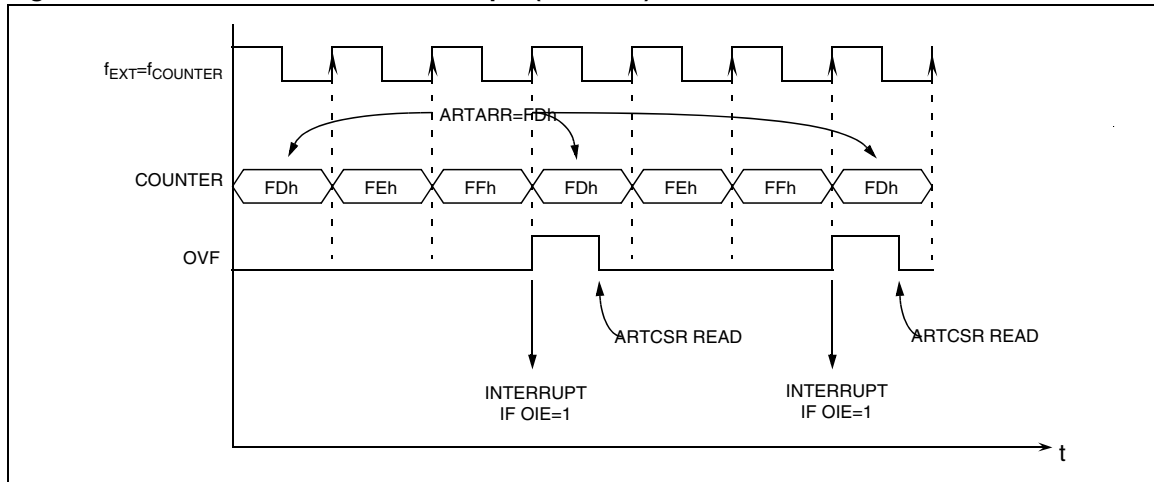 fEXT=fCOUNTER
ARTARR=FDh
COUNTER
FDh FEh FFh FDh FEh FFh FDh
OVF
ARTCSR READ
ARTCSR READ
INTERRUPT
IF OIE=1
INTERRUPT
IF OIE=1
t